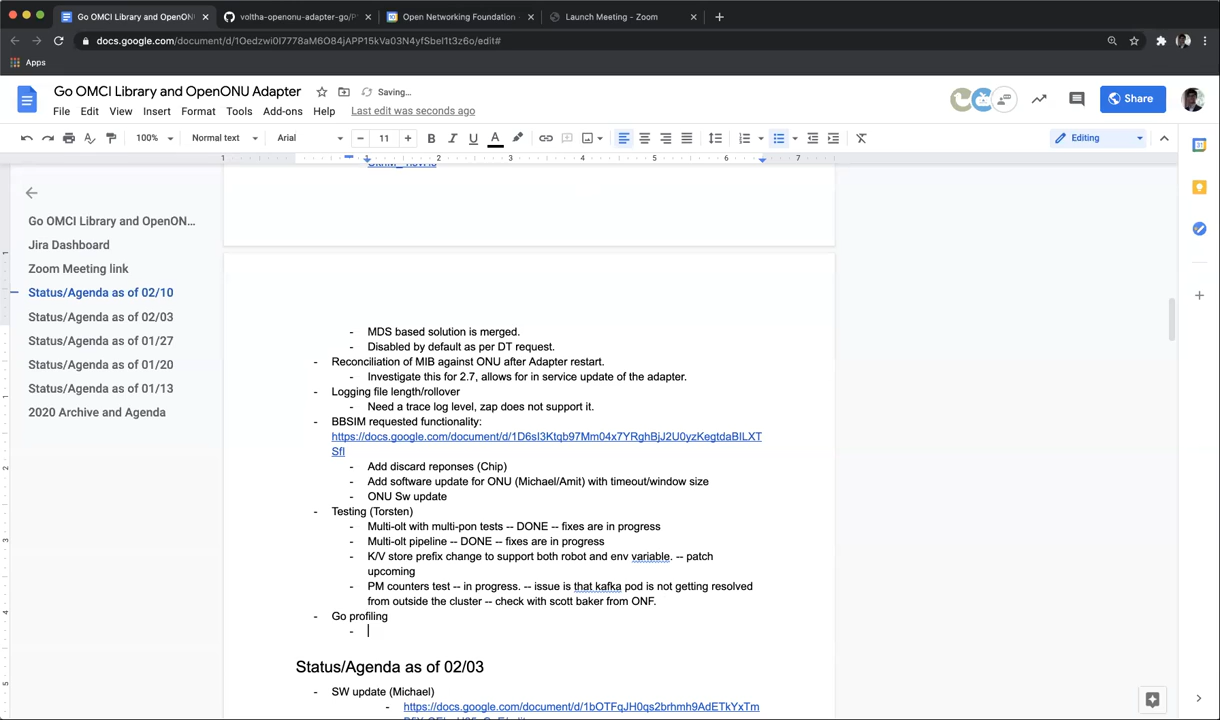 Go OMCI Library and OpenON
voltha-openonu-adapter-go/P
Open Networking Foundation
Launch Meeting - Zoom
docs.google.com/document/d/1Oedzwi0I7778aM6O84jAPP15kVa03N4yfSbeI1t3z6o/edit#
Apps
Go OMCI Library and OpenONU Adapter
Saving...
File Edit View Insert Format Tools Add-ons Help Last edit was seconds ago
Share
100% Normal text Arial 11 Editing
Go OMCI Library and OpenON...
Jira Dashboard
Zoom Meeting link
Status/Agenda as of 02/10
Status/Agenda as of 02/03
Status/Agenda as of 01/27
Status/Agenda as of 01/20
Status/Agenda as of 01/13
2020 Archive and Agenda
- MDS based solution is merged.
- Disabled by default as per DT request.
- Reconciliation of MIB against ONU after Adapter restart.
- Investigate this for 2.7, allows for in service update of the adapter.
- Logging file length/rollover
- Need a trace log level, zap does not support it.
- BBSIM requested functionality:
https://docs.google.com/document/d/1D6sI3Ktqb97Mm04x7YRghBjJ2U0yzKegtdaBILXT
SfI
- Add discard reponses (Chip)
- Add software update for ONU (Michael/Amit) with timeout/window size
- ONU Sw update
- Testing (Torsten)
- Multi-olt with multi-pon tests -- DONE -- fixes are in progress
- Multi-olt pipeline -- DONE -- fixes are in progress
- K/V store prefix change to support both robot and env variable. -- patch
upcoming
- PM counters test -- in progress. -- issue is that kafka pod is not getting resolved
from outside the cluster -- check with scott baker from ONF.
- Go profiling
-
Status/Agenda as of 02/03
- SW update (Michael)
- https://docs.google.com/document/d/1bOTFqJH0qs2brhmh9AdETkYxTm